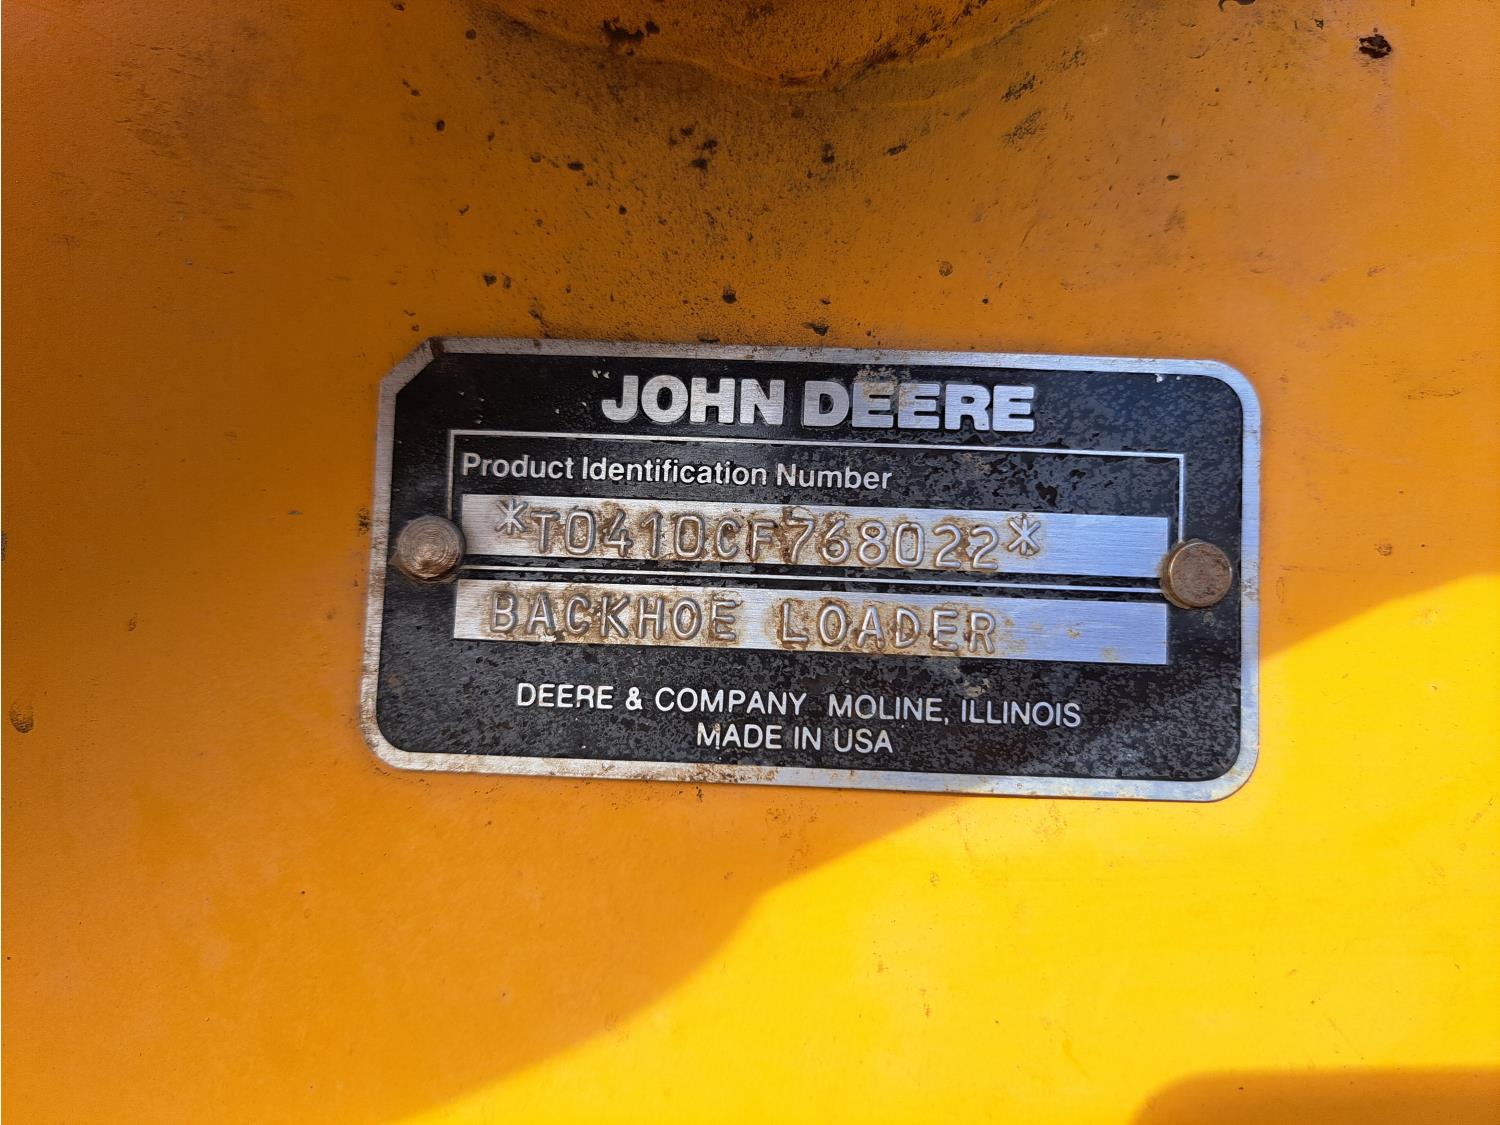 JOHN DEERE
Product Identification Number
*T0410CF768022*
BACKHOE LOADER
DEERE & COMPANY MOLINE, ILLINOIS
MADE IN USA